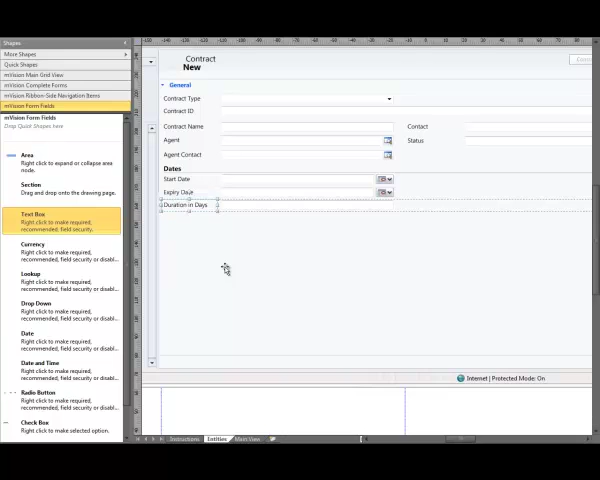 Shapes
More Shapes
Quick Shapes
mVision Main Grid View
mVision Complete Forms
mVision Ribbon-Side Navigation Items
mVision Form Fields
mVision Form Fields
Drop Quick Shapes here
Area
Right click to expand or collapse area
node.
Section
Drag and drop onto the drawing page.
Text Box
Right click to make required,
recommended, field security.
Currency
Right click to make required,
recommended, field security or disabl...
Lookup
Right click to make required,
recommended, field security or disabl...
Drop Down
Right click to make required,
recommended, field security or disabl...
Date
Right click to make required,
recommended, field security or disabl...
Date and Time
Right click to make required,
recommended, field security or disabl...
Radio Button
Right click to make required,
recommended, field security or disabl...
Check Box
Right click to make selected option.
Contract
New
General
Contract Type
Contract ID
Contract Name
Contact
Agent
Status
Agent Contact
Dates
Start Date
Expiry Date
Duration in Days
Internet | Protected Mode: On
Instructions
Entities
Main View